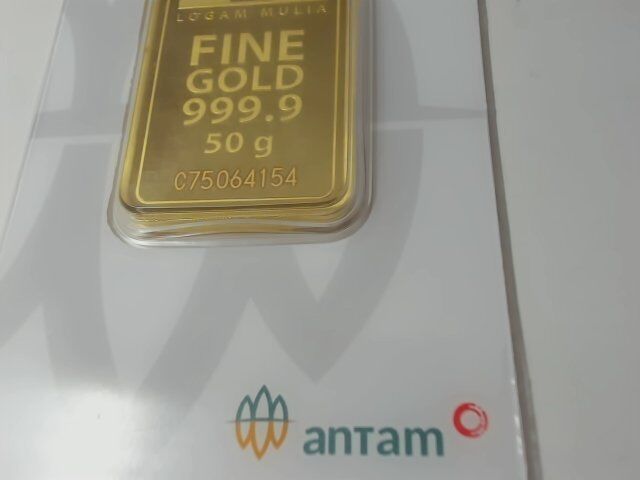 LOGAM MULIA
FINE
GOLD
999.9
50 g
C75064154
antam